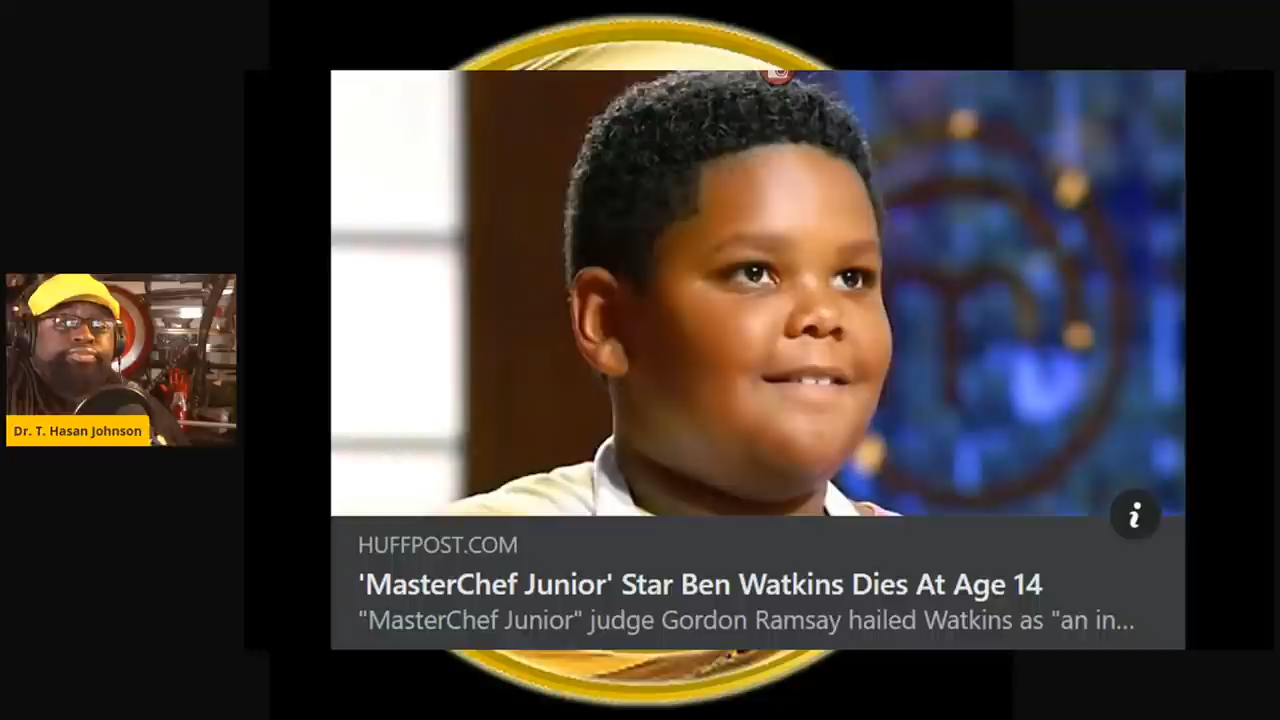 Dr. T. Hasan Johnson
HUFFPOST.COM
'MasterChef Junior' Star Ben Watkins Dies At Age 14
"MasterChef Junior" judge Gordon Ramsay hailed Watkins as "an in...